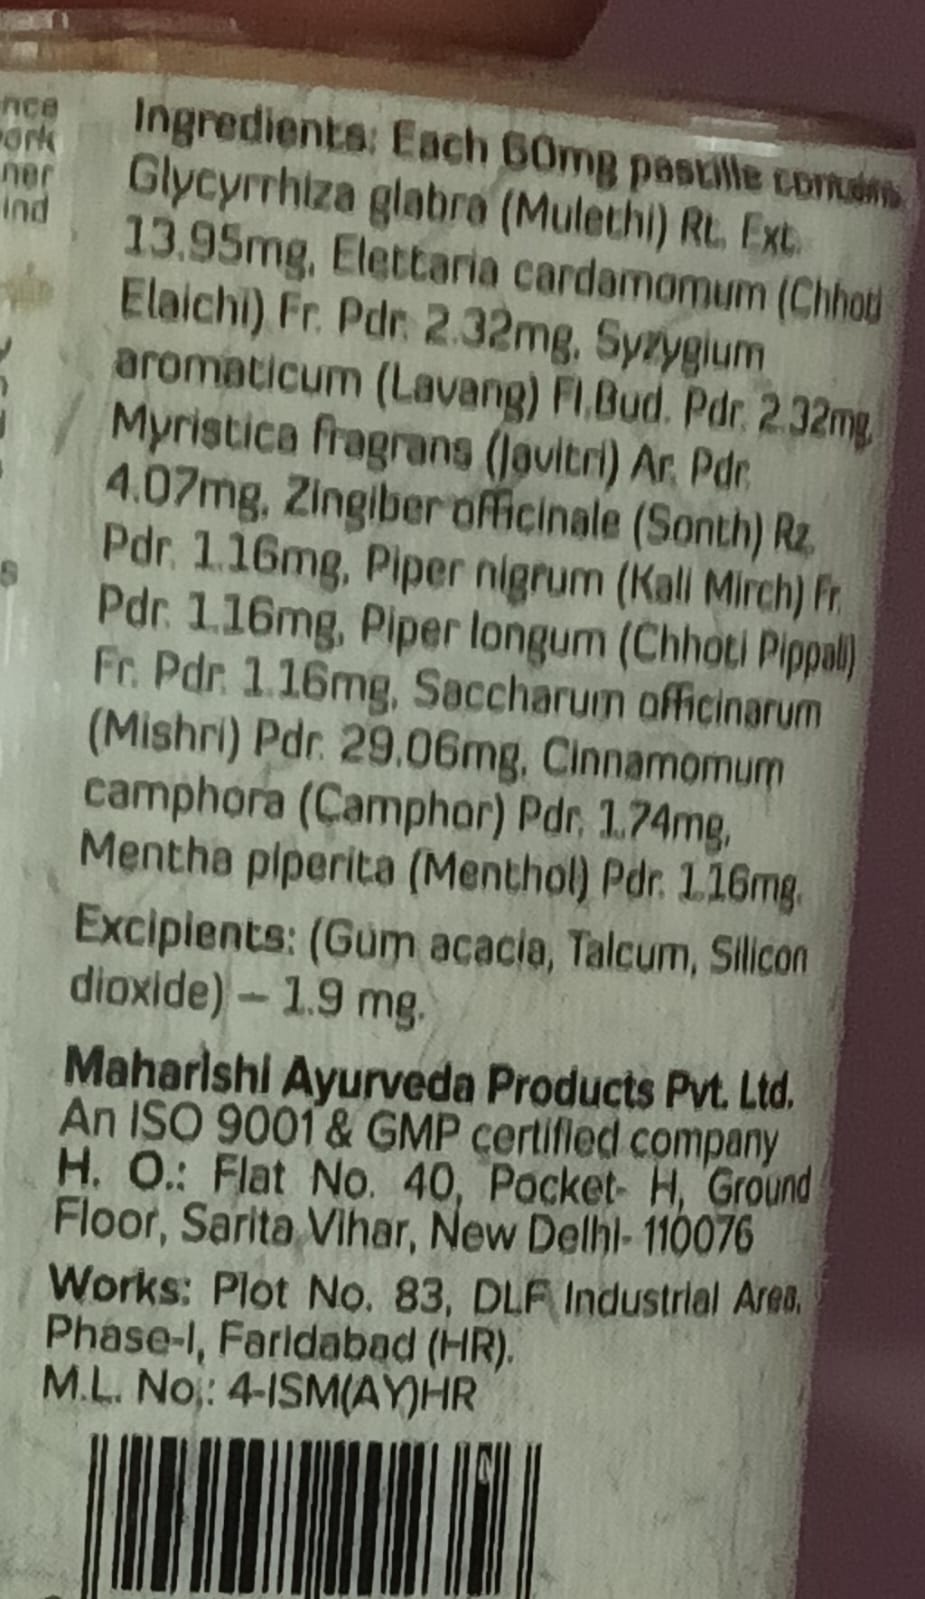 nce
ork
ner
ind
Ingredients: Each 60mg pastille contains
Glycyrrhiza glabra (Mulethi) Rt. Ext.
13.95mg, Elettaria cardamomum (Chhoti
Elaichi) Fr. Pdr. 2.32mg, Syzygium
aromaticum (Lavang) Fl.Bud. Pdr. 2.32mg,
Myristica fragrans (Javitri) Ar. Pdr.
4.07mg, Zingiber officinale (Sonth) Rz.
Pdr. 1.16mg, Piper nigrum (Kali Mirch) Fr.
Pdr. 1.16mg, Piper longum (Chhoti Pippali)
Fr. Pdr. 1.16mg, Saccharum officinarum
(Mishri) Pdr. 29.06mg, Cinnamomum
camphora (Camphor) Pdr. 1.74mg,
Mentha piperita (Menthol) Pdr. 1.16mg.
Excipients: (Gum acacia, Talcum, Silicon
dioxide) – 1.9 mg.
Maharishi Ayurveda Products Pvt. Ltd.
An ISO 9001 & GMP certified company
H. O.: Flat No. 40, Pocket- H, Ground
Floor, Sarita Vihar, New Delhi- 110076
Works: Plot No. 83, DLF Industrial Area,
Phase-I, Faridabad (HR).
M.L. No.: 4-ISM(AY)HR